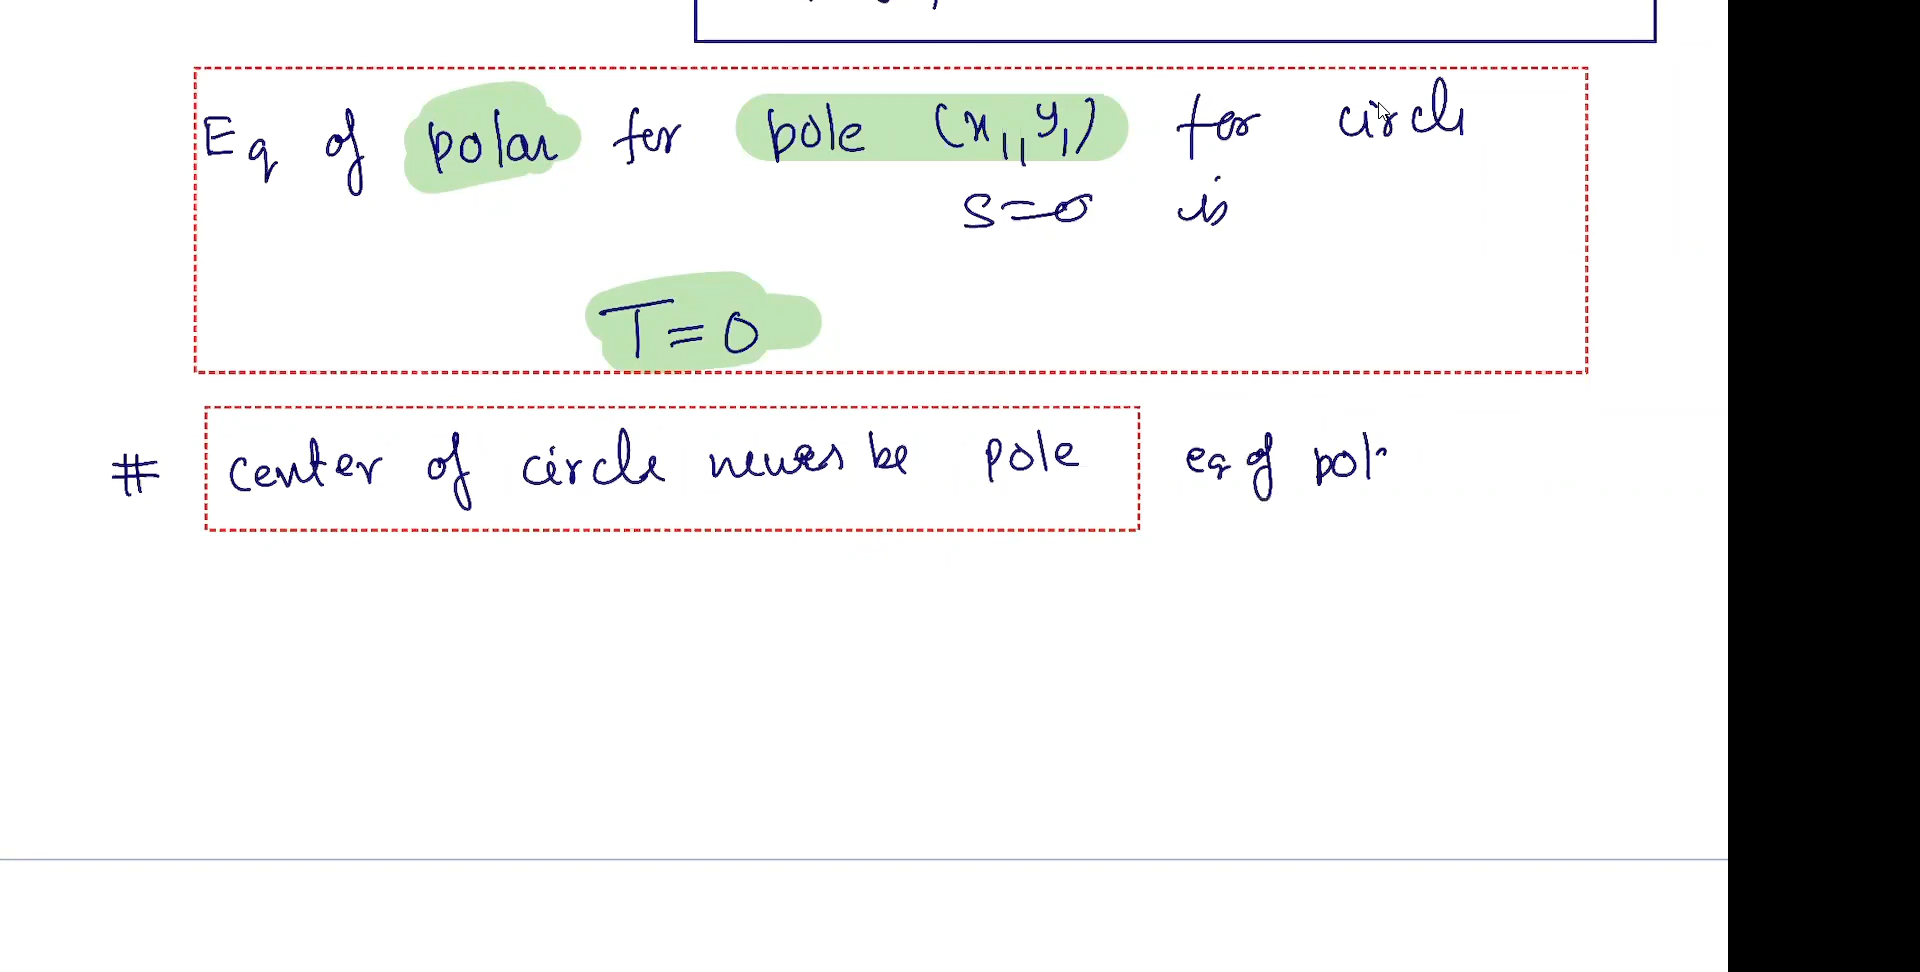 Eq of polar for pole (x₁, y₁) for circle
S=0 is
T=0
# center of circle never be pole eq of pol